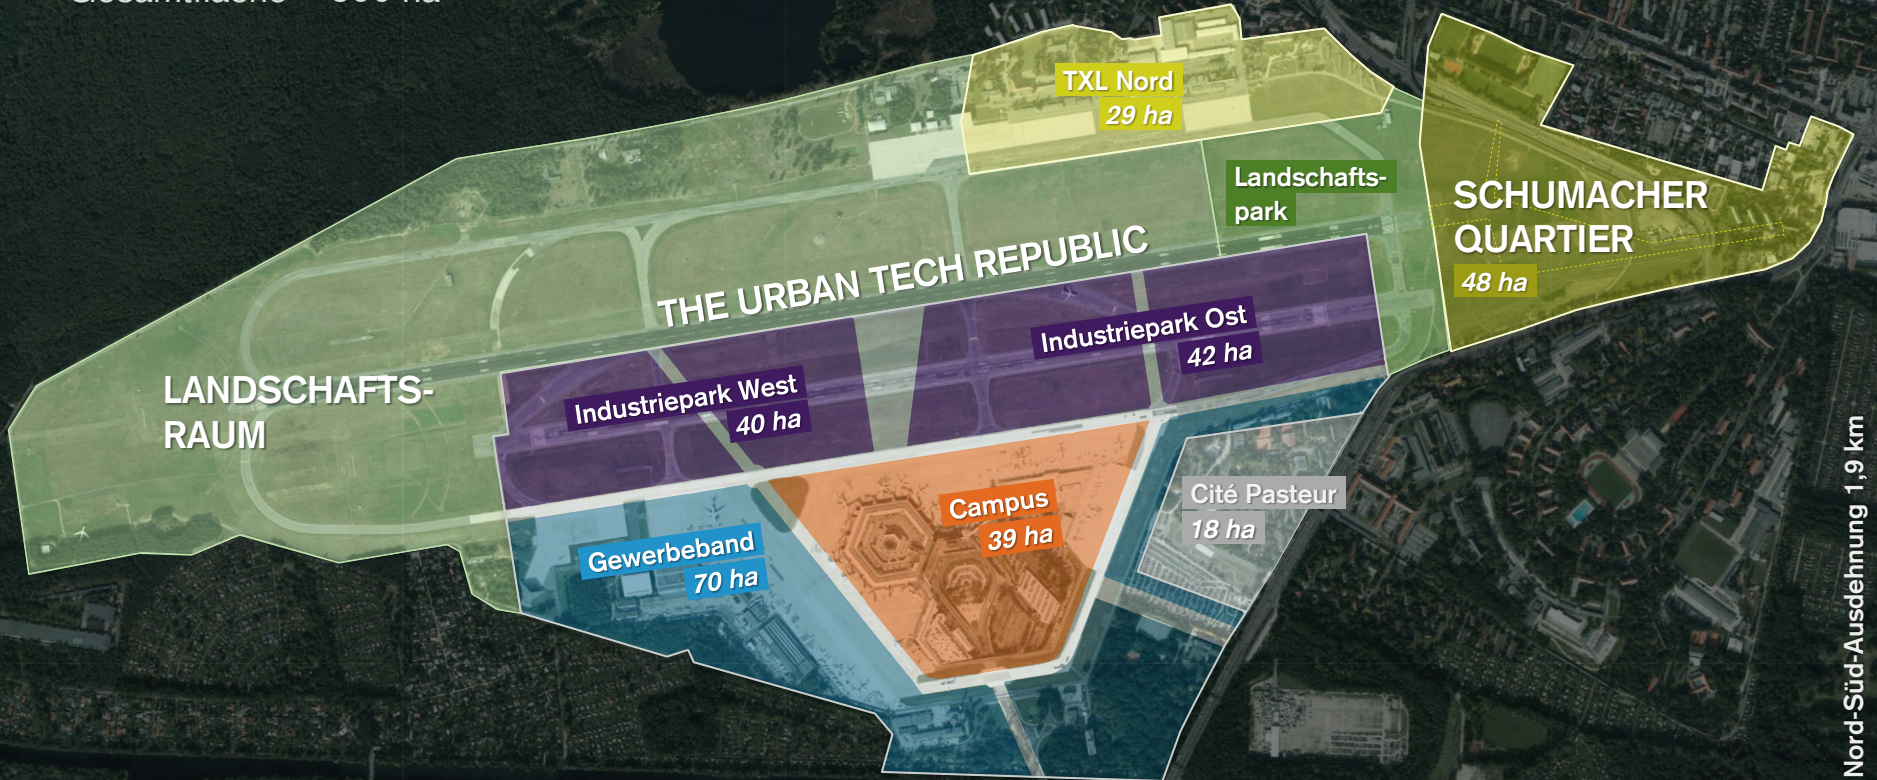 TXL Nord
29 ha
Landschafts-
park
SCHUMACHER
QUARTIER
48 ha
THE URBAN TECH REPUBLIC
Industriepark Ost
42 ha
Industriepark West
40 ha
LANDSCHAFTS-
RAUM
Campus
39 ha
Cité Pasteur
18 ha
Gewerbeband
70 ha
Nord-Süd-Ausdehnung 1,9 km